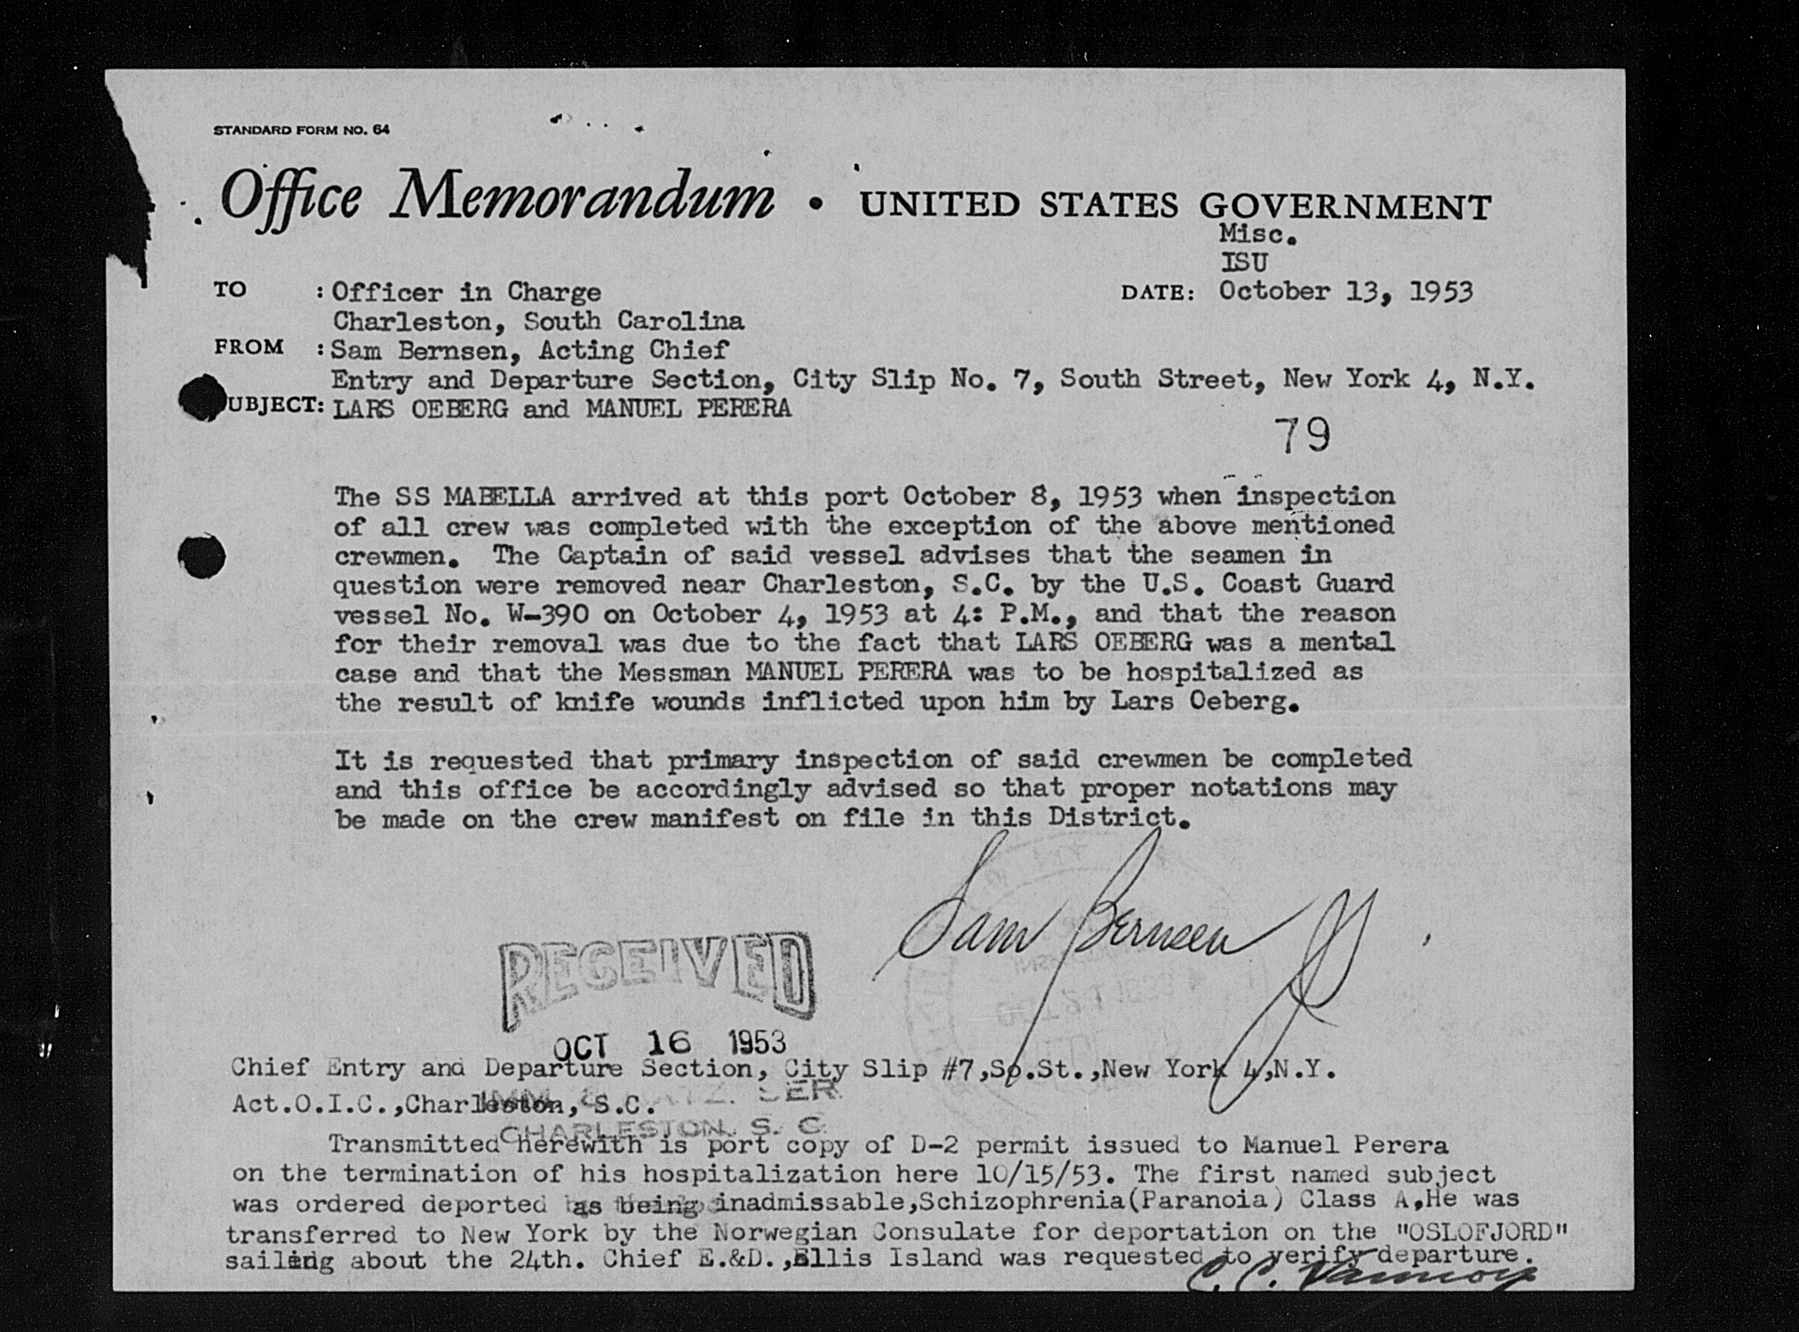 STANDARD FORM NO. 64
Office Memorandum • UNITED STATES GOVERNMENT
Misc.
ISU
TO : Officer in Charge DATE: October 13, 1953
Charleston, South Carolina
FROM : Sam Bernsen, Acting Chief
Entry and Departure Section, City Slip No. 7, South Street, New York 4, N.Y.
UBJECT: LARS OEBERG and MANUEL PERERA
79
The SS MABELLA arrived at this port October 8, 1953 when inspection
of all crew was completed with the exception of the above mentioned
crewmen. The Captain of said vessel advises that the seamen in
question were removed near Charleston, S.C. by the U.S. Coast Guard
vessel No. W-390 on October 4, 1953 at 4: P.M., and that the reason
for their removal was due to the fact that LARS OEBERG was a mental
case and that the Messman MANUEL PERERA was to be hospitalized as
the result of knife wounds inflicted upon him by Lars Oeberg.
It is requested that primary inspection of said crewmen be completed
and this office be accordingly advised so that proper notations may
be made on the crew manifest on file in this District.
Sam Bernsen
RECEIVED
OCT 16 1953
Chief Entry and Departure Section, City Slip #7,So.St.,New York 4,N.Y.
IMM. & NATZ. SER.
Act.O.I.C.,Charleston, S.C.
CHARLESTON, S. C.
Transmitted herewith is port copy of D-2 permit issued to Manuel Perera
on the termination of his hospitalization here 10/15/53. The first named subject
was ordered deported as being inadmissable,Schizophrenia(Paranoia) Class A,He was
transferred to New York by the Norwegian Consulate for deportation on the "OSLOFJORD"
sailing about the 24th. Chief E.&D.,Ellis Island was requested to verify departure.
C. C. Vannoy